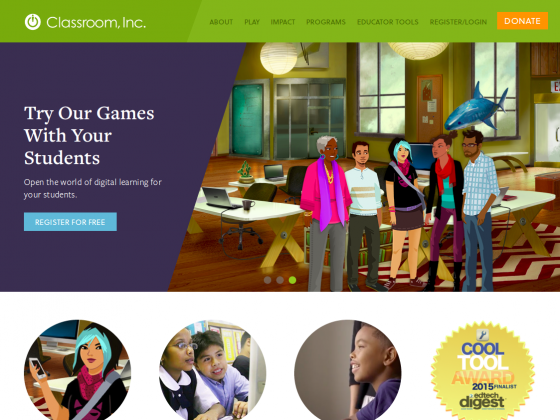 Classroom, Inc.
ABOUT PLAY IMPACT PROGRAMS EDUCATOR TOOLS REGISTER/LOGIN DONATE
Try Our Games
With Your
Students
Open the world of digital learning for
your students.
REGISTER FOR FREE
COOL
TOOL
AWARD
2015 FINALIST
edtech
digest